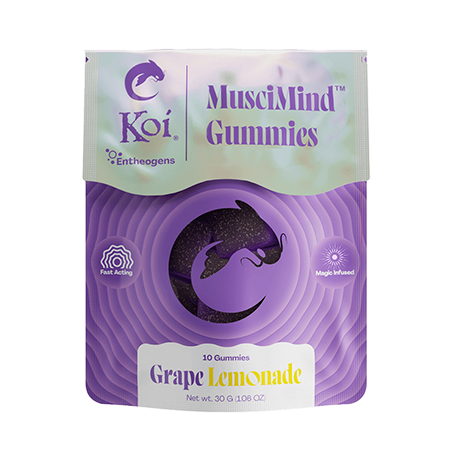 Koi®
Entheogens
MusciMind™
Gummies
Fast Acting
Magic Infused
10 Gummies
Grape Lemonade
Net wt. 30 G (1.06 OZ)